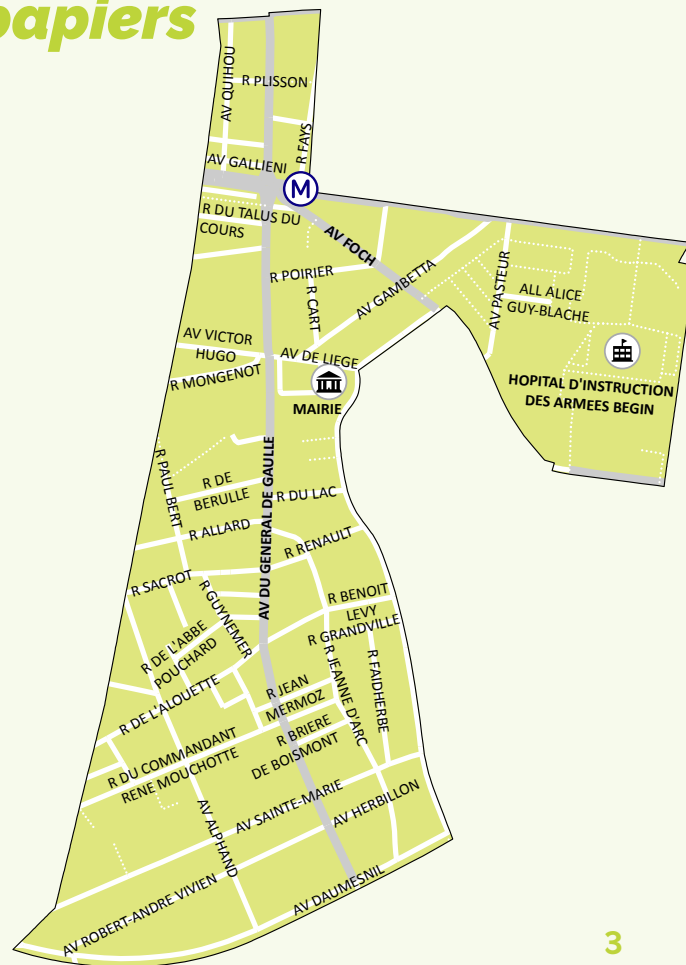 papiers
AV QUIHOU
R PLISSON
R FAYS
AV GALLIENI
M
R DU TALUS DU
COURS
AV FOCH
R POIRIER
R CART
AV GAMBETTA
AV PASTEUR
ALL ALICE
GUY-BLACHE
AV VICTOR
HUGO
AV DE LIEGE
R MONGENOT
MAIRIE
HOPITAL D'INSTRUCTION
DES ARMEES BEGIN
R PAUL BERT
R DE
BERULLE
R DU LAC
AV DU GENERAL DE GAULLE
R ALLARD
R RENAULT
R SACROT
R GUYNEMER
R BENOIT
LEVY
R GRANDVILLE
R DE L'ABBE
POUCHARD
R JEANNE D'ARC
R FAIDHERBE
R DE L'ALOUETTE
R JEAN
MERMOZ
R BRIERE
DE BOISMONT
R DU COMMANDANT
RENE MOUCHOTTE
AV SAINTE-MARIE
AV HERBILLON
AV ALPHAND
AV DAUMESNIL
AV ROBERT-ANDRE VIVIEN
3